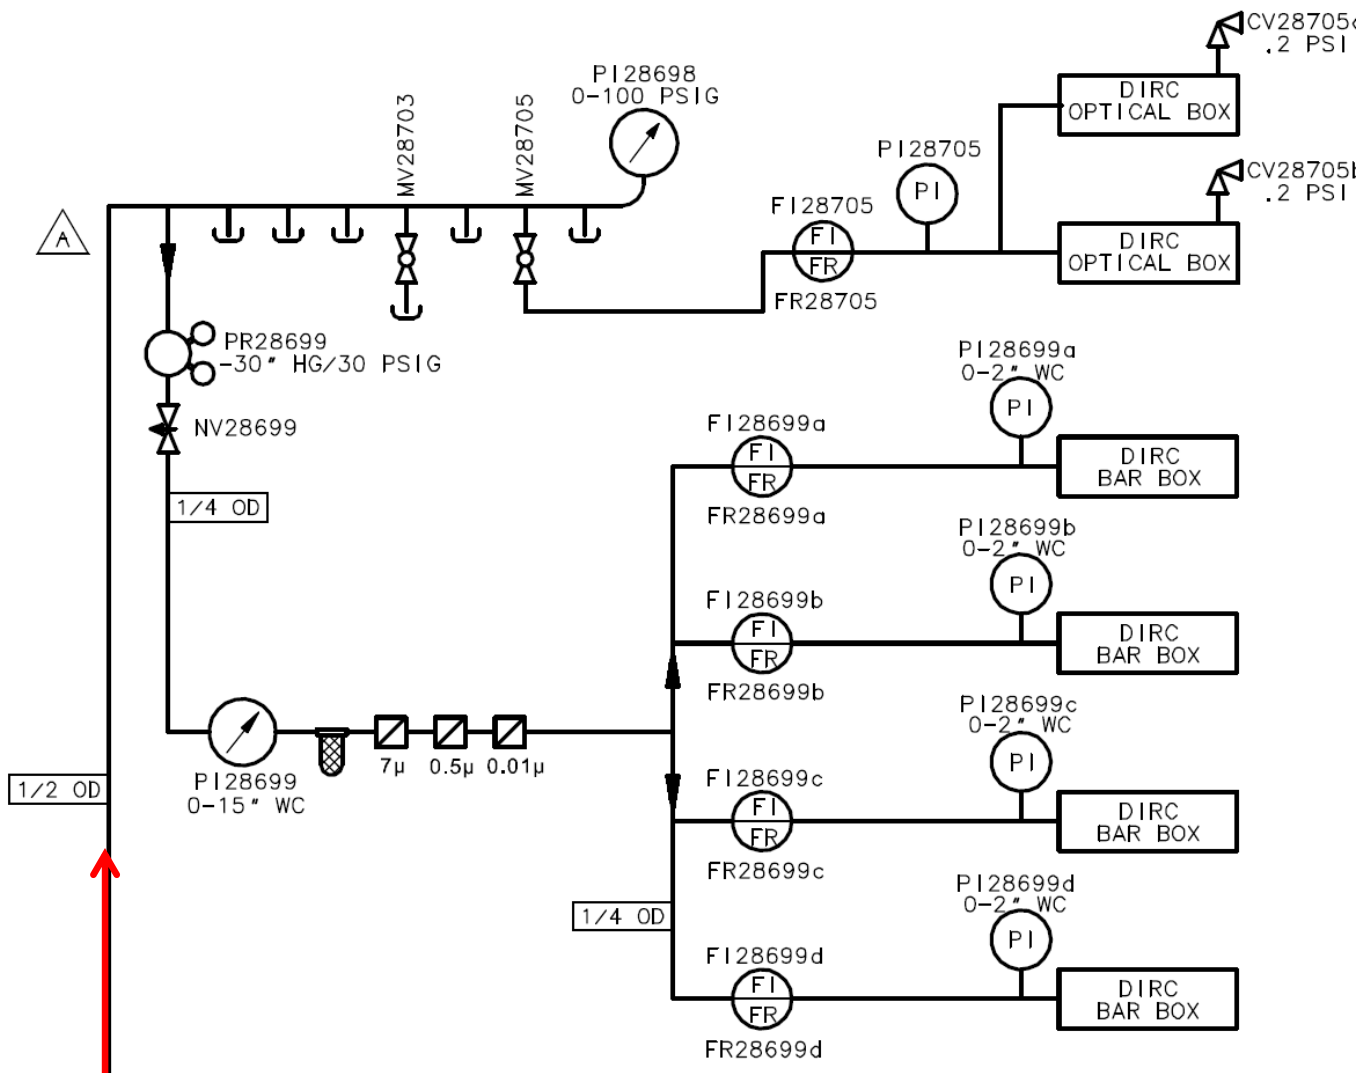 CV28705c
.2 PSI
PI28698
0-100 PSIG
DIRC
OPTICAL BOX
MV28703
MV28705
PI28705
PI
CV28705b
.2 PSI
A
FI28705
FI
FR
FR28705
DIRC
OPTICAL BOX
PR28699
-30" HG/30 PSIG
PI28699a
0-2" WC
PI
NV28699
FI28699a
FI
FR
FR28699a
DIRC
BAR BOX
1/4 OD
PI28699b
0-2" WC
PI
FI28699b
FI
FR
FR28699b
DIRC
BAR BOX
PI28699c
0-2" WC
PI
7μ
0.5μ
0.01μ
PI28699
0-15" WC
1/2 OD
FI28699c
FI
FR
FR28699c
DIRC
BAR BOX
PI28699d
0-2" WC
PI
1/4 OD
FI28699d
FI
FR
FR28699d
DIRC
BAR BOX